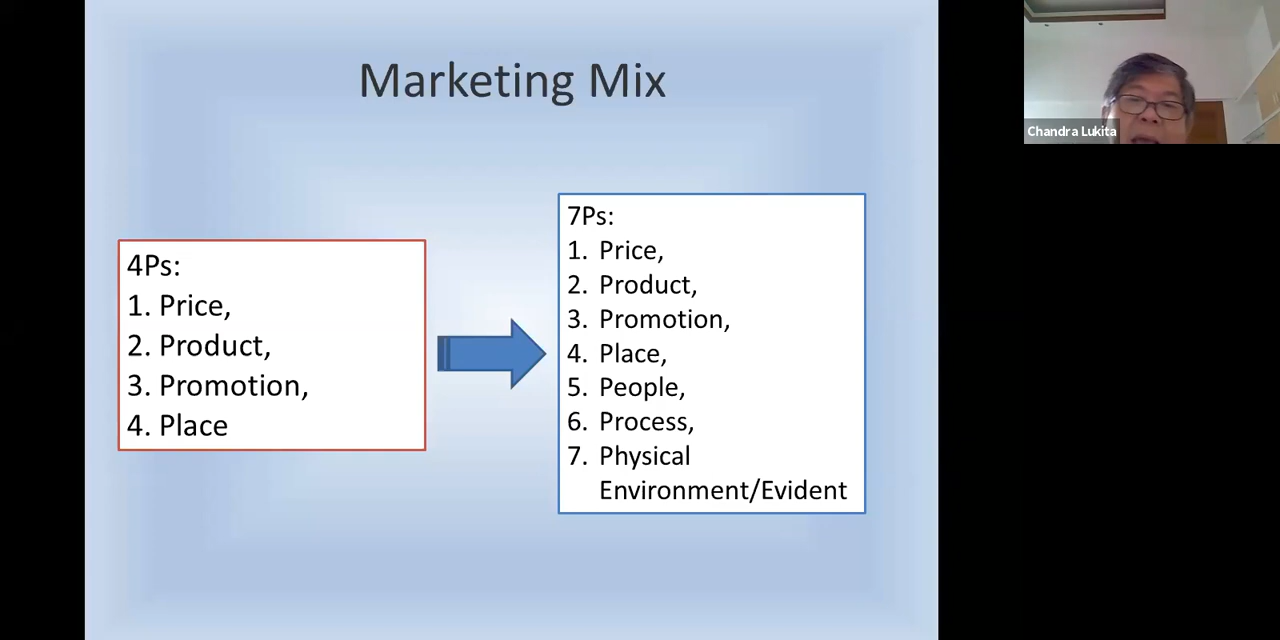 Marketing Mix
4Ps:
1. Price,
2. Product,
3. Promotion,
4. Place
7Ps:
1. Price,
2. Product,
3. Promotion,
4. Place,
5. People,
6. Process,
7. Physical
Environment/Evident
Chandra Lukita